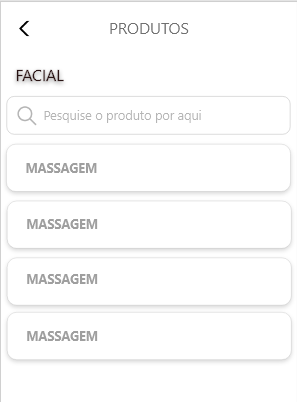 PRODUTOS
FACIAL
Pesquise o produto por aqui
MASSAGEM
MASSAGEM
MASSAGEM
MASSAGEM